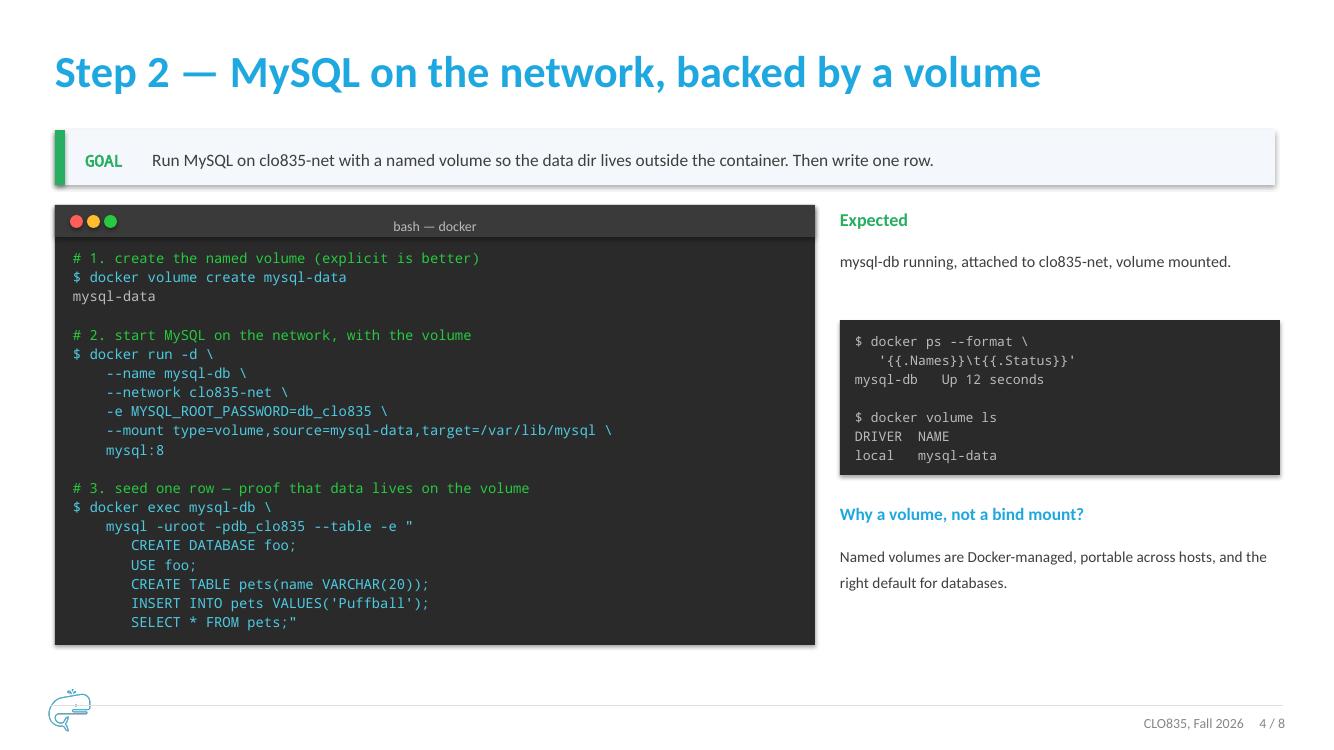 Step 2 — MySQL on the network, backed by a volume
GOAL Run MySQL on clo835-net with a named volume so the data dir lives outside the container. Then write one row.
bash — docker
# 1. create the named volume (explicit is better)
$ docker volume create mysql-data
mysql-data
# 2. start MySQL on the network, with the volume
$ docker run -d \
--name mysql-db \
--network clo835-net \
-e MYSQL_ROOT_PASSWORD=db_clo835 \
--mount type=volume,source=mysql-data,target=/var/lib/mysql \
mysql:8
# 3. seed one row — proof that data lives on the volume
$ docker exec mysql-db \
mysql -uroot -pdb_clo835 --table -e "
CREATE DATABASE foo;
USE foo;
CREATE TABLE pets(name VARCHAR(20));
INSERT INTO pets VALUES('Puffball');
SELECT * FROM pets;"
Expected
mysql-db running, attached to clo835-net, volume mounted.
$ docker ps --format \
'{{.Names}}\t{{.Status}}'
mysql-db Up 12 seconds
$ docker volume ls
DRIVER NAME
local mysql-data
Why a volume, not a bind mount?
Named volumes are Docker-managed, portable across hosts, and the
right default for databases.
CLO835, Fall 2026 4 / 8